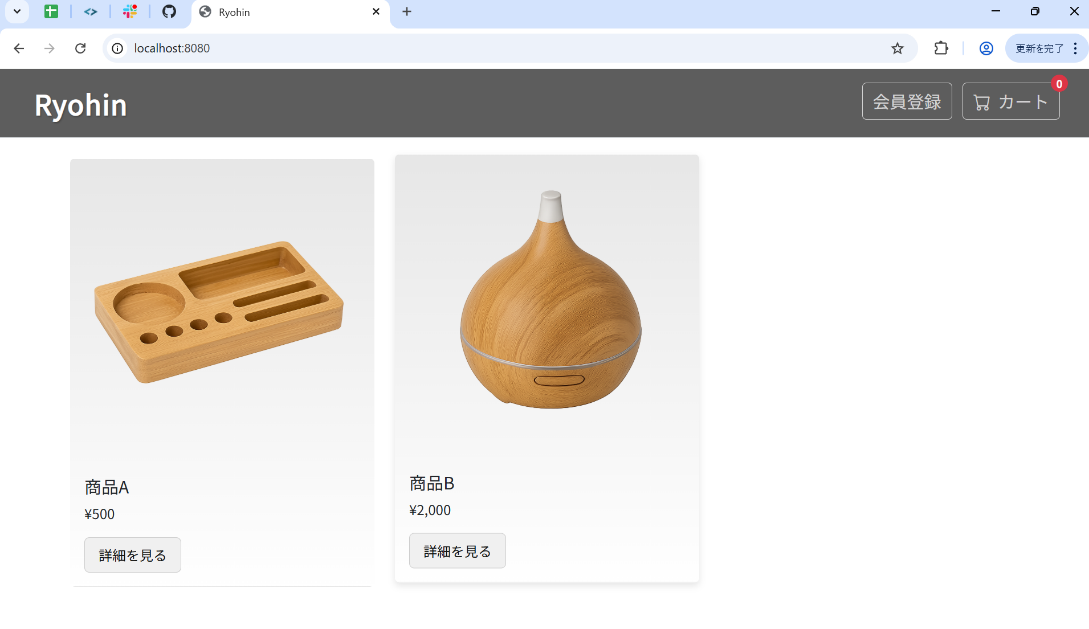 Ryohin
localhost:8080
更新を完了
Ryohin
会員登録
カート
0
商品A
¥500
詳細を見る
商品B
¥2,000
詳細を見る